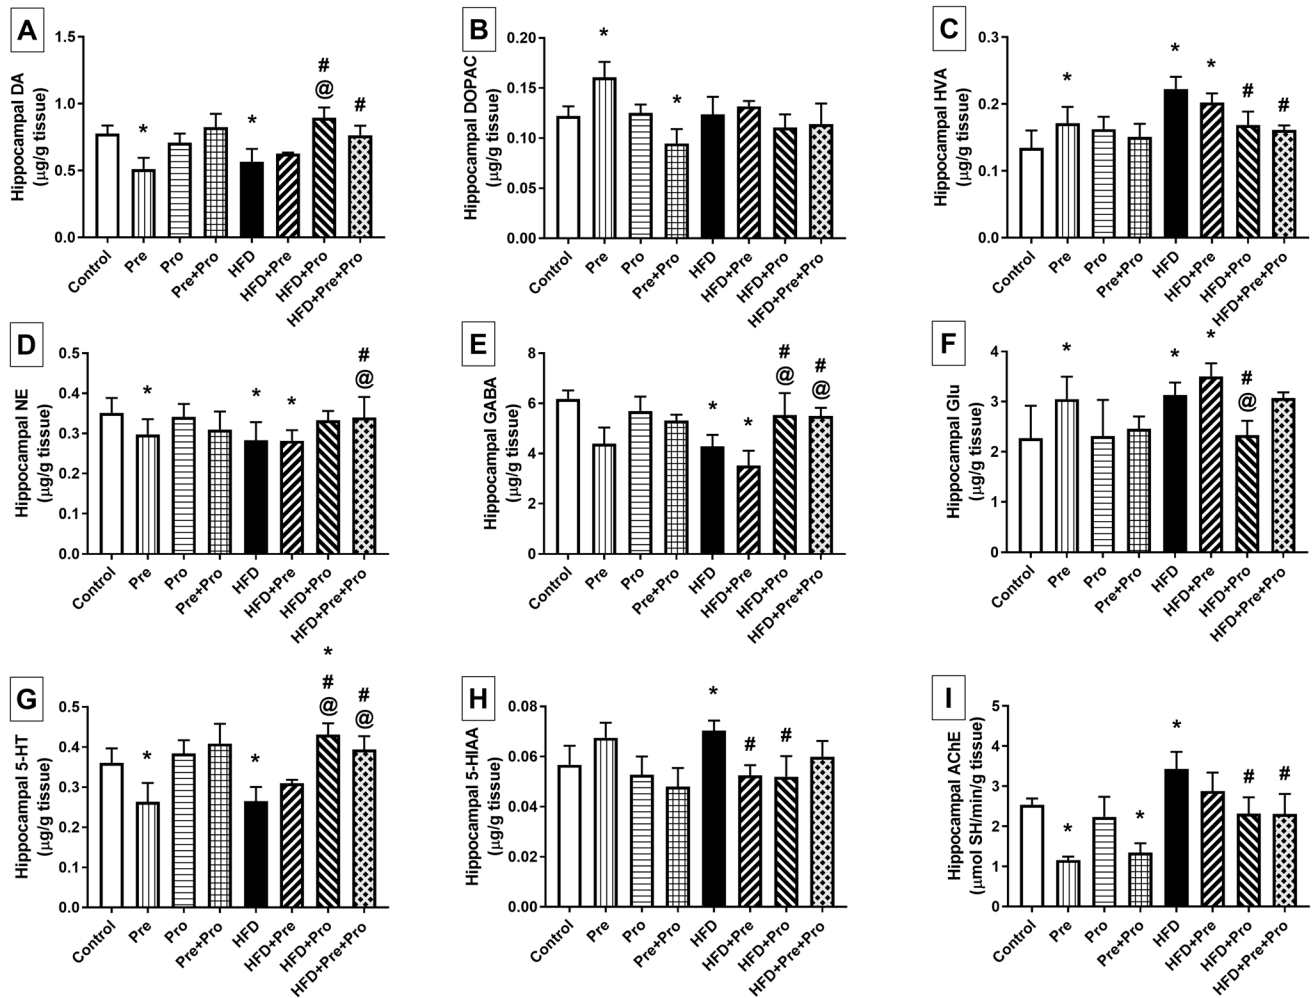 A
Hippocampal DA
(µg/g tissue)
1.5
1.0
0.5
0.0
*
*
#
@
#
Control
Pre
Pro
Pre+Pro
HFD
HFD+Pre
HFD+Pro
HFD+Pre+Pro
B
Hippocampal DOPAC
(µg/g tissue)
0.20
0.15
0.10
0.05
0.00
*
*
Control
Pre
Pro
Pre+Pro
HFD
HFD+Pre
HFD+Pro
HFD+Pre+Pro
C
Hippocampal HVA
(µg/g tissue)
0.3
0.2
0.1
0.0
*
*
*
#
#
Control
Pre
Pro
Pre+Pro
HFD
HFD+Pre
HFD+Pro
HFD+Pre+Pro
D
Hippocampal NE
(µg/g tissue)
0.5
0.4
0.3
0.2
0.1
0.0
*
*
*
#
@
Control
Pre
Pro
Pre+Pro
HFD
HFD+Pre
HFD+Pro
HFD+Pre+Pro
E
Hippocampal GABA
(µg/g tissue)
8
6
4
2
0
*
*
#
@
#
@
Control
Pre
Pro
Pre+Pro
HFD
HFD+Pre
HFD+Pro
HFD+Pre+Pro
F
Hippocampal Glu
(µg/g tissue)
4
3
2
1
0
*
*
*
#
@
Control
Pre
Pro
Pre+Pro
HFD
HFD+Pre
HFD+Pro
HFD+Pre+Pro
G
Hippocampal 5-HT
(µg/g tissue)
0.5
0.4
0.3
0.2
0.1
0.0
*
*
*
#
@
#
@
Control
Pre
Pro
Pre+Pro
HFD
HFD+Pre
HFD+Pro
HFD+Pre+Pro
H
Hippocampal 5-HIAA
(µg/g tissue)
0.08
0.06
0.04
0.02
0.00
*
#
#
Control
Pre
Pro
Pre+Pro
HFD
HFD+Pre
HFD+Pro
HFD+Pre+Pro
I
Hippocampal AChE
(µmol SH/min/g tissue)
5
4
3
2
1
0
*
*
*
#
#
Control
Pre
Pro
Pre+Pro
HFD
HFD+Pre
HFD+Pro
HFD+Pre+Pro